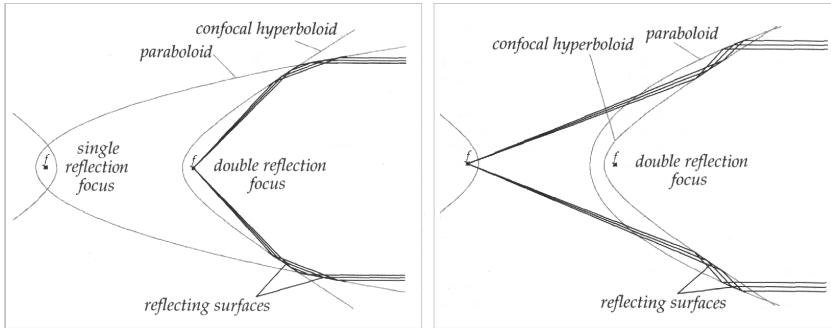 confocal hyperboloid
paraboloid
f
single
reflection
focus
f
double reflection
focus
reflecting surfaces
confocal hyperboloid
paraboloid
f
f
double reflection
focus
reflecting surfaces